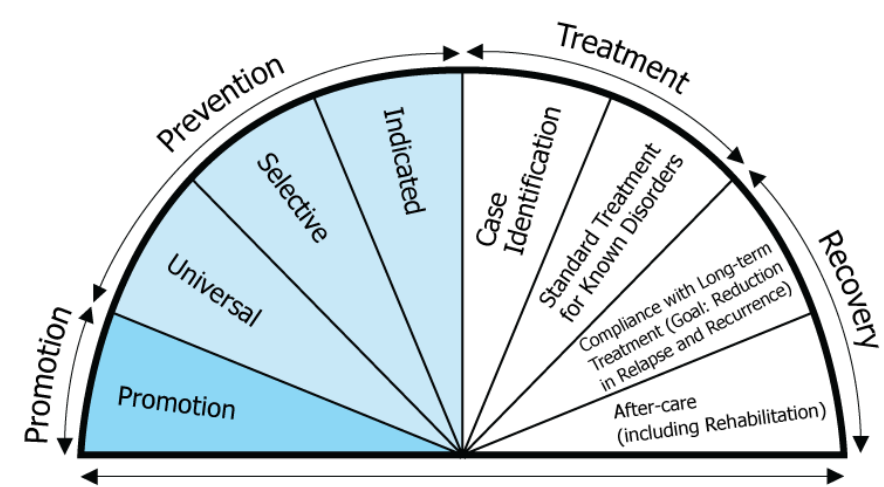 Promotion
Prevention
Treatment
Recovery
Promotion
Universal
Selective
Indicated
Case
Identification
Standard Treatment
for Known Disorders
Compliance with Long-term
Treatment (Goal: Reduction
in Relapse and Recurrence)
After-care
(including Rehabilitation)